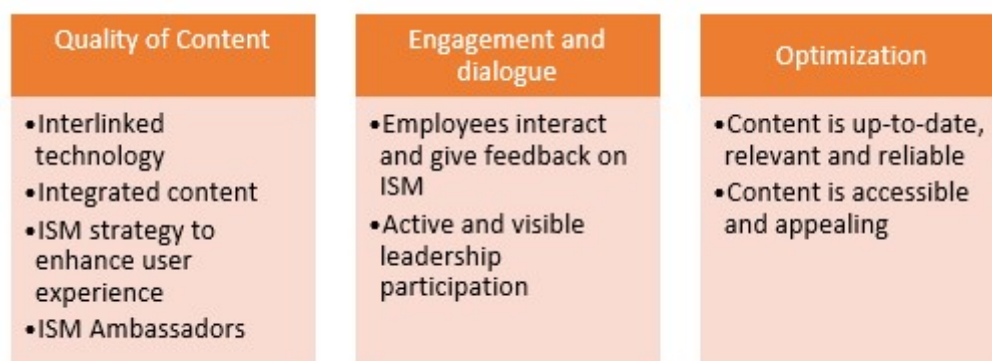 Quality of Content
•Interlinked
technology
•Integrated content
•ISM strategy to
enhance user
experience
•ISM Ambassadors
Engagement and
dialogue
•Employees interact
and give feedback on
ISM
•Active and visible
leadership
participation
Optimization
•Content is up-to-date,
relevant and reliable
•Content is accessible
and appealing